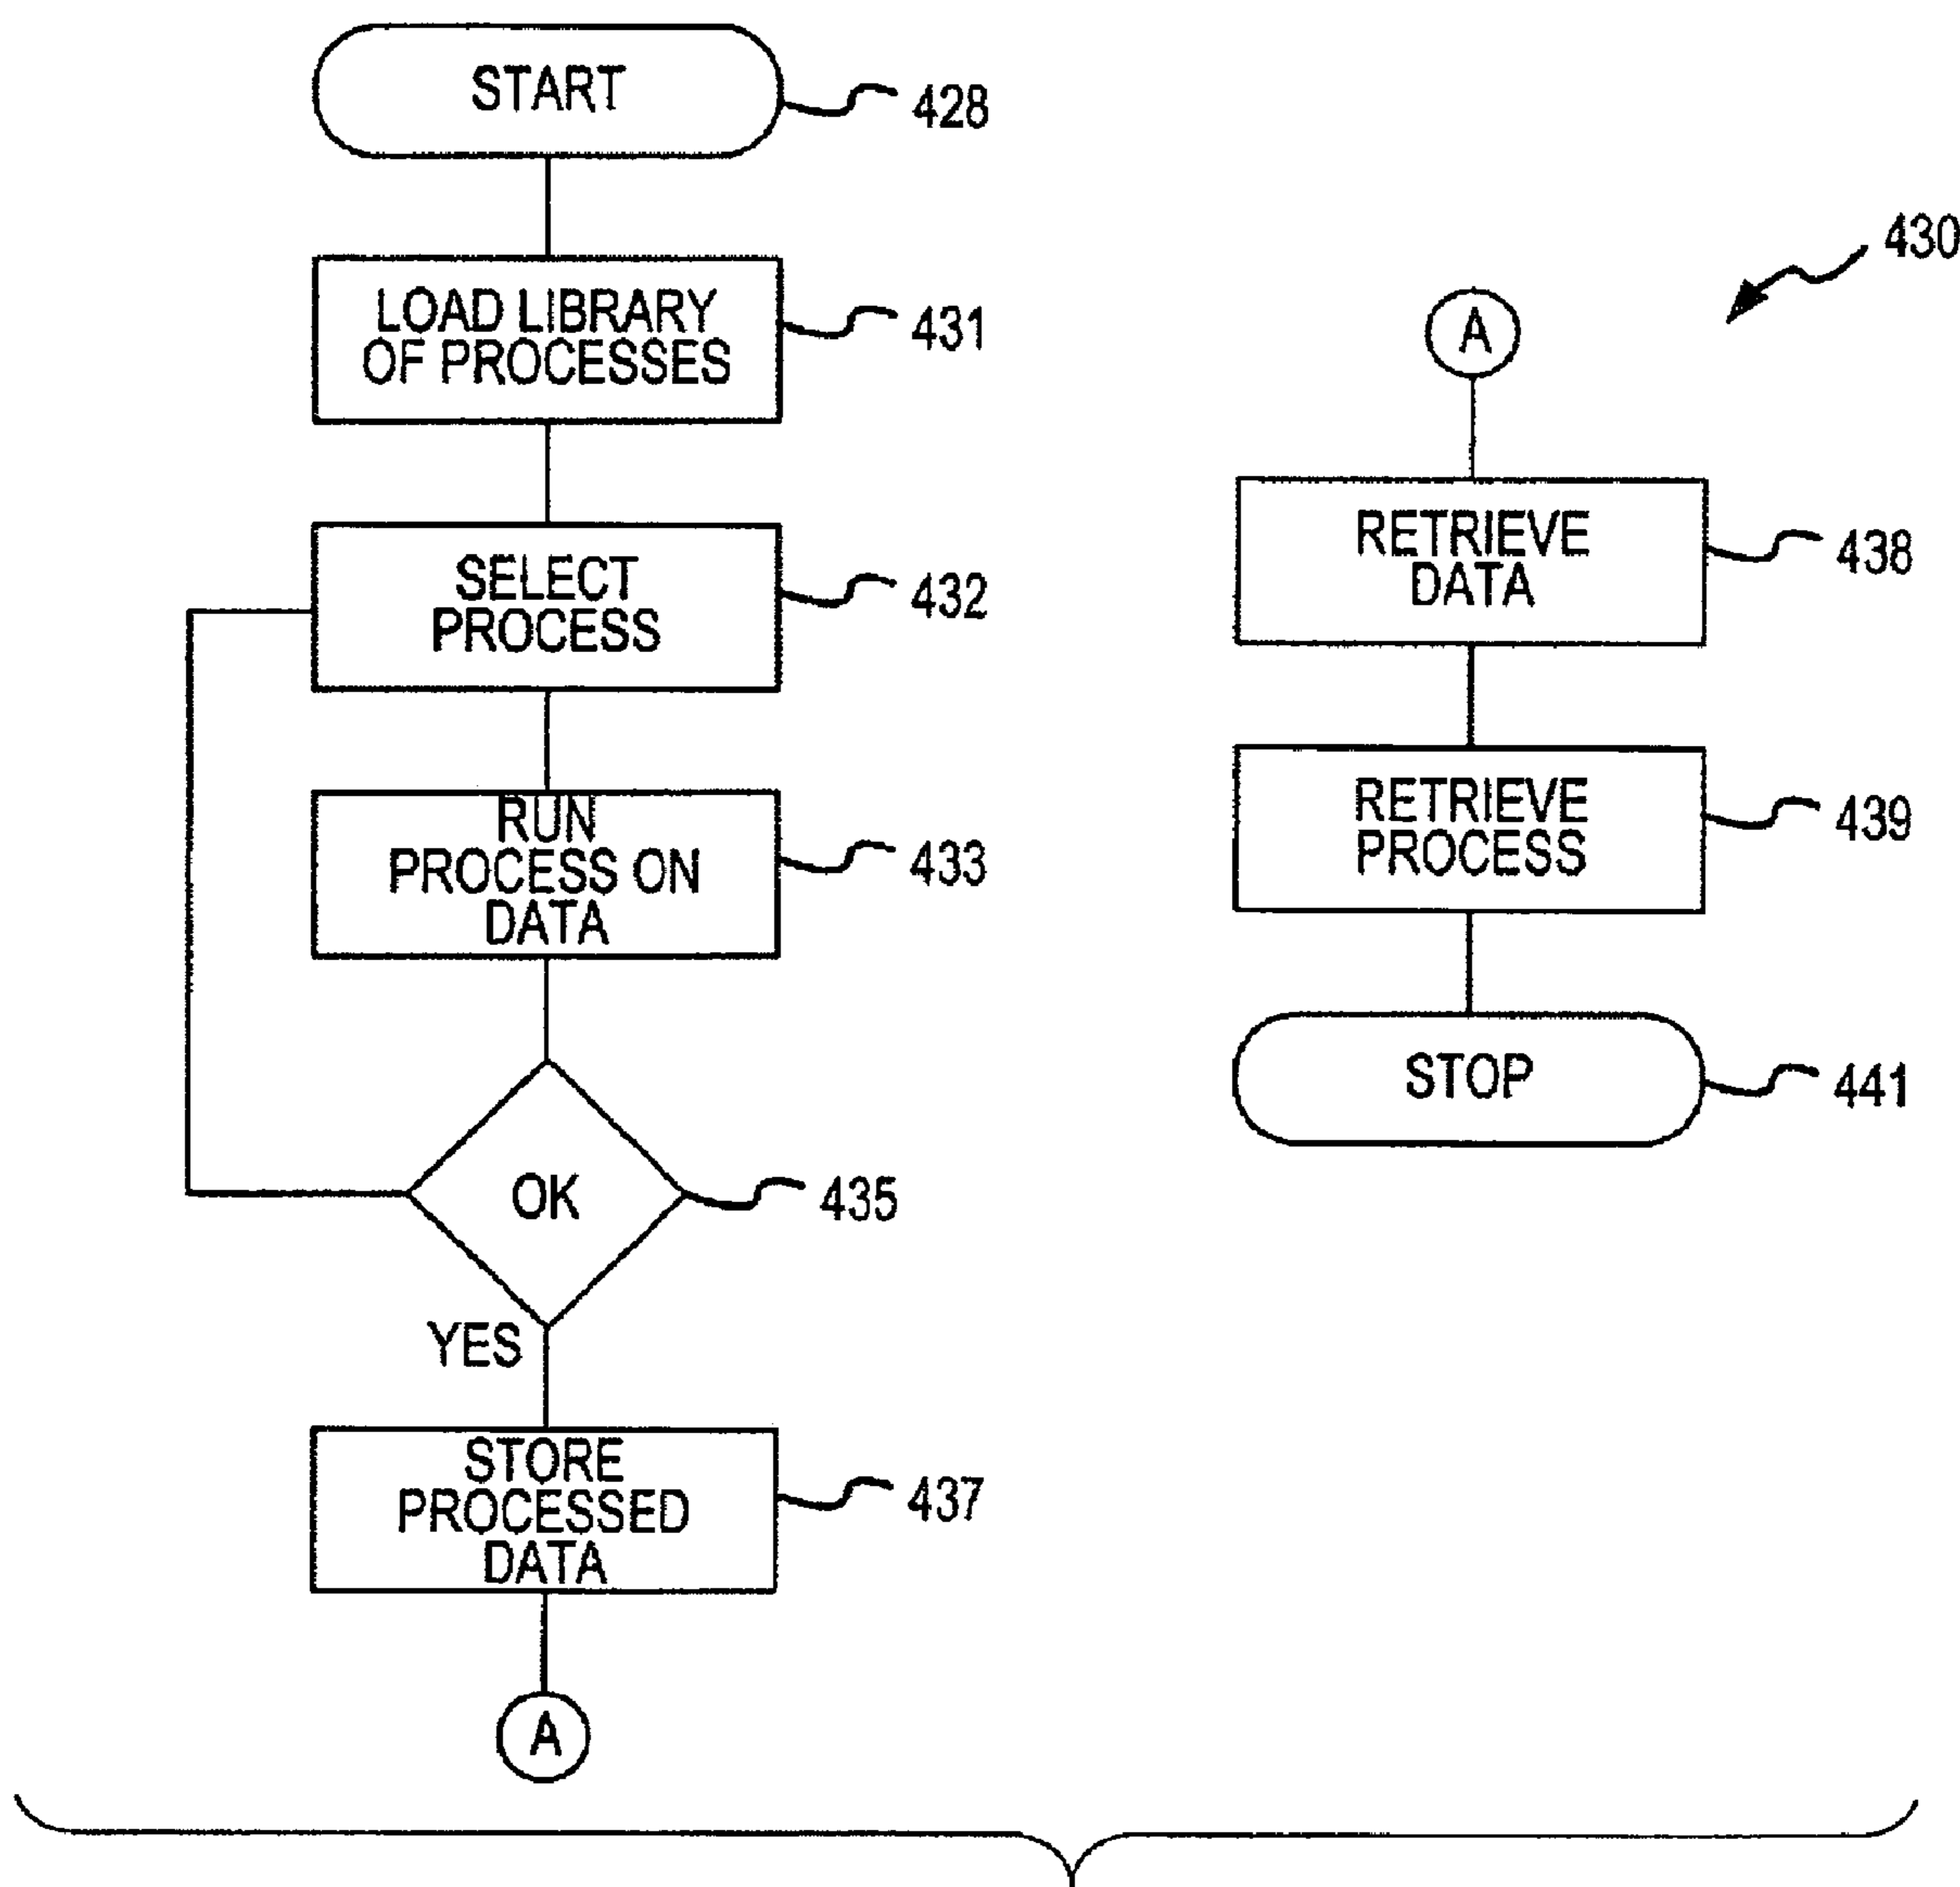 START
428
LOAD LIBRARY
OF PROCESSES
431
SELECT
PROCESS
432
RUN
PROCESS ON
DATA
433
OK
435
YES
STORE
PROCESSED
DATA
437
A
430
A
RETRIEVE
DATA
438
RETRIEVE
PROCESS
439
STOP
441